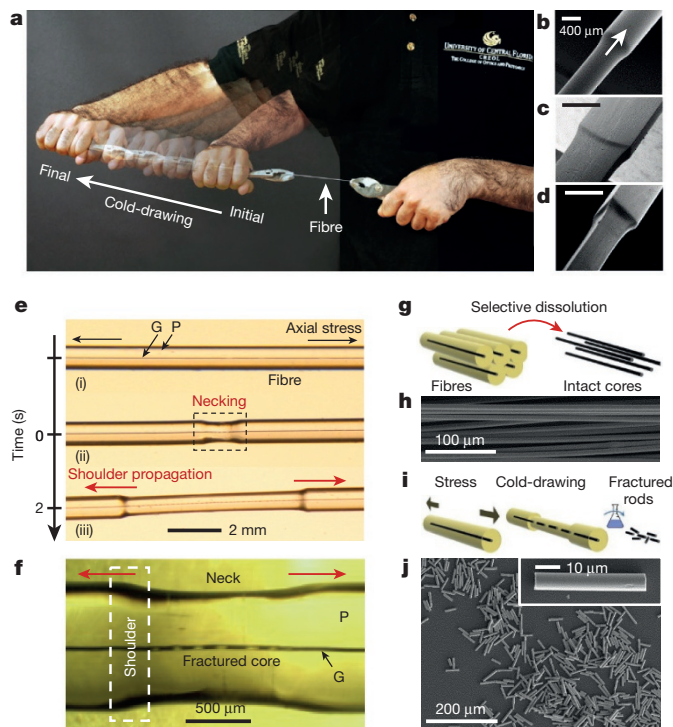 a
UNIVERSITY OF CENTRAL FLORIDA
CREOL
THE COLLEGE OF OPTICS AND PHOTONICS
Final
Cold-drawing
Initial
Fibre
b
400 μm
c
d
e
G P
Axial stress
(i)
Fibre
Necking
Time (s)
0
(ii)
Shoulder propagation
2
(iii)
2 mm
f
Neck
P
Shoulder
Fractured core
G
500 μm
g
Selective dissolution
Fibres
Intact cores
h
100 μm
i
Stress
Cold-drawing
Fractured
rods
j
10 μm
200 μm